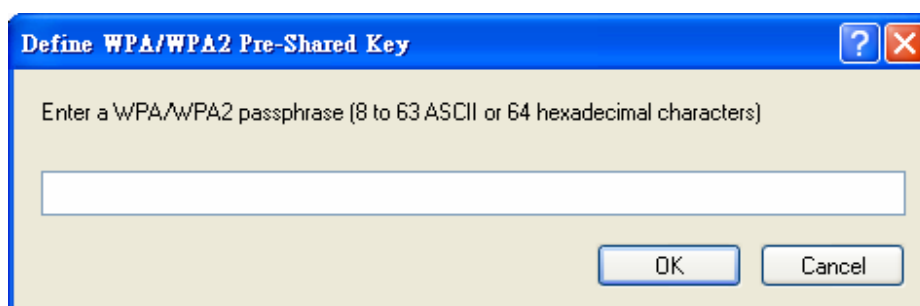 Define WPA/WPA2 Pre-Shared Key
Enter a WPA/WPA2 passphrase (8 to 63 ASCII or 64 hexadecimal characters)
OK Cancel